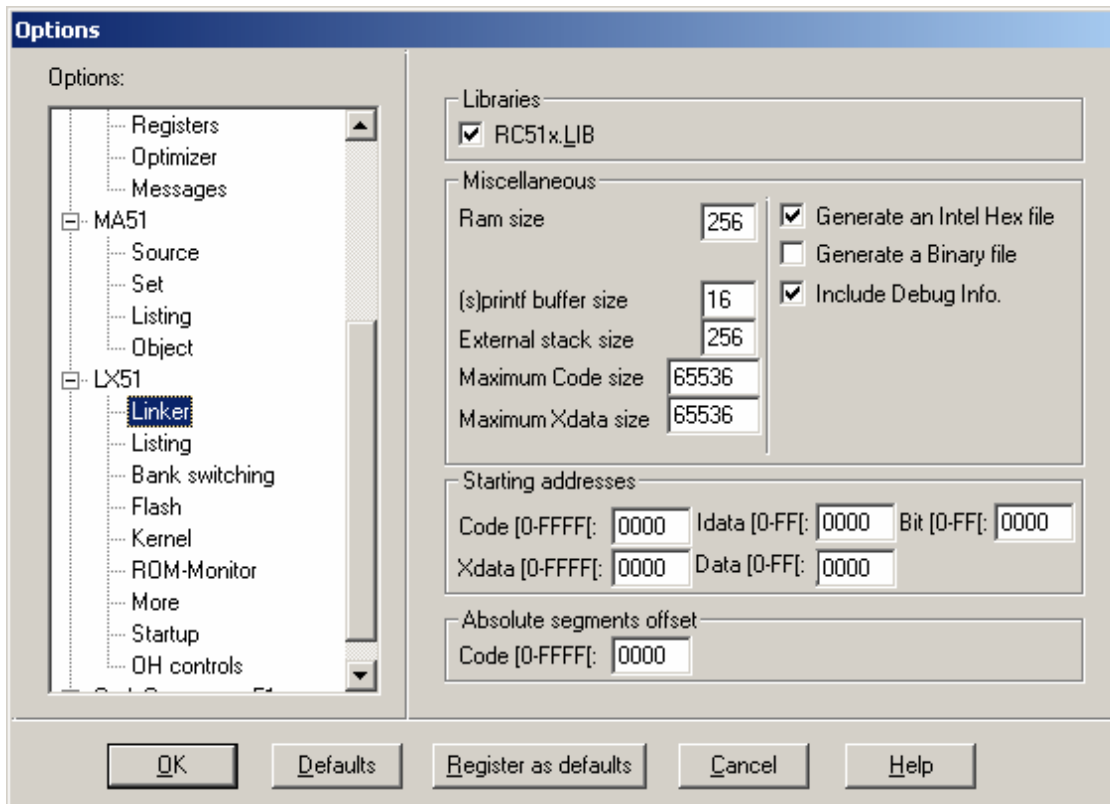 Options
Options:
Registers
Optimizer
Messages
MA51
Source
Set
Listing
Object
LX51
Linker
Listing
Bank switching
Flash
Kernel
ROM-Monitor
More
Startup
OH controls
Libraries
RC51x.LIB
Miscellaneous
Ram size 256
(s)printf buffer size 16
External stack size 256
Maximum Code size 65536
Maximum Xdata size 65536
Generate an Intel Hex file
Generate a Binary file
Include Debug Info.
Starting addresses
Code [0-FFFF[: 0000 Idata [0-FF[: 0000 Bit [0-FF[: 0000
Xdata [0-FFFF[: 0000 Data [0-FF[: 0000
Absolute segments offset
Code [0-FFFF[: 0000
OK Defaults Register as defaults Cancel Help